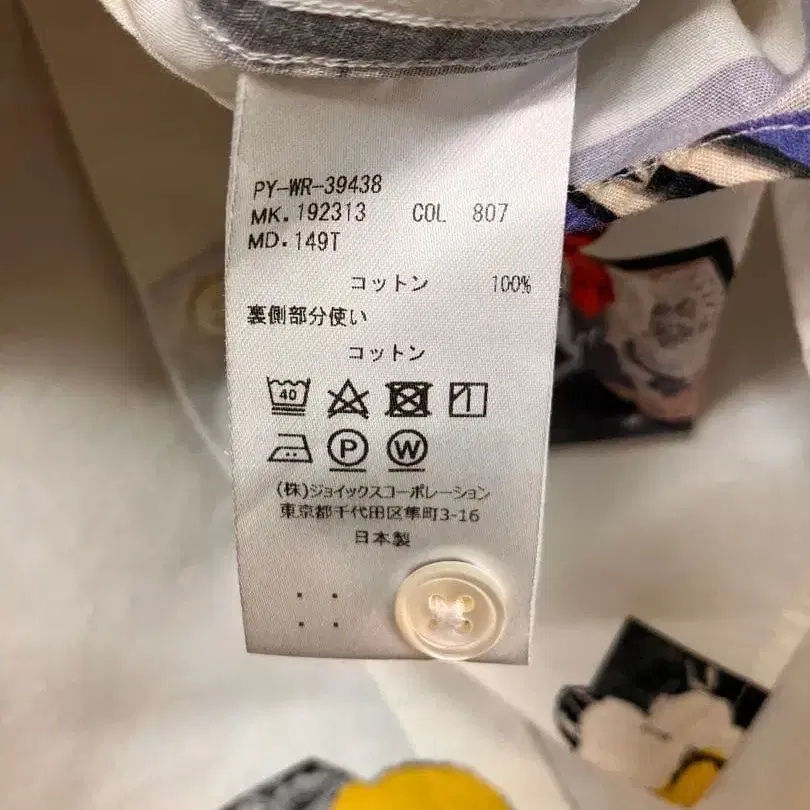 PY-WR-39438
MK.192313 COL 807
MD.149T
コットン 100%
裏側部分使い
コットン
40
P W
(株)ジョイックスコーポレーション
東京都千代田区隼町3-16
日本製